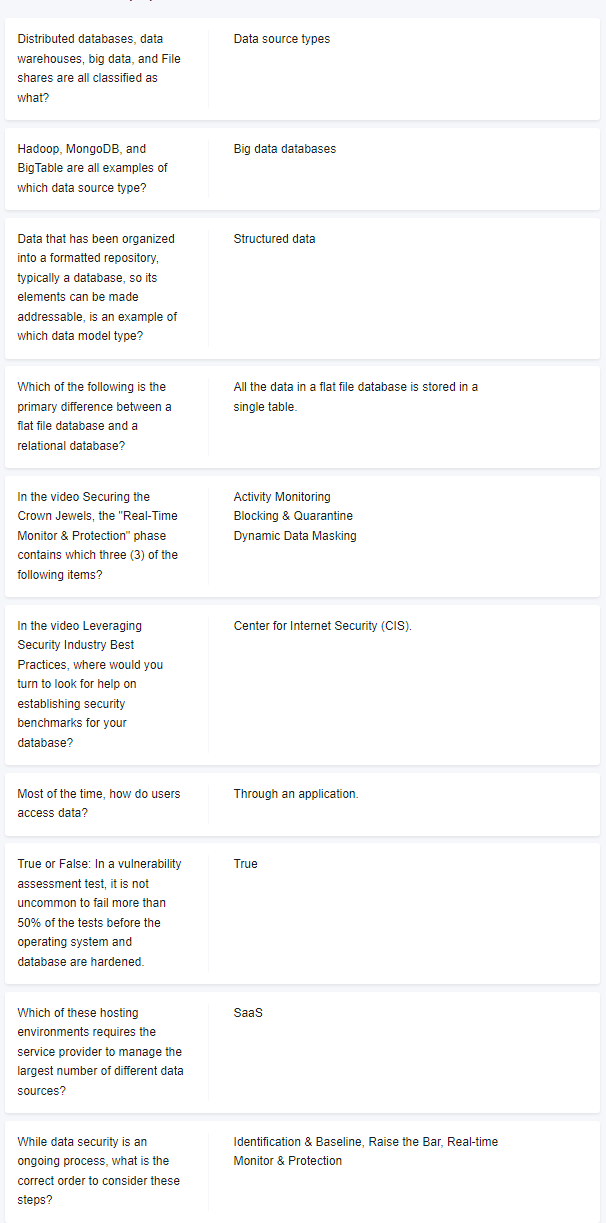 Distributed databases, data
warehouses, big data, and File
shares are all classified as
what?
Data source types
Hadoop, MongoDB, and
BigTable are all examples of
which data source type?
Big data databases
Data that has been organized
into a formatted repository,
typically a database, so its
elements can be made
addressable, is an example of
which data model type?
Structured data
Which of the following is the
primary difference between a
flat file database and a
relational database?
All the data in a flat file database is stored in a
single table.
In the video Securing the
Crown Jewels, the "Real-Time
Monitor & Protection" phase
contains which three (3) of the
following items?
Activity Monitoring
Blocking & Quarantine
Dynamic Data Masking
In the video Leveraging
Security Industry Best
Practices, where would you
turn to look for help on
establishing security
benchmarks for your
database?
Center for Internet Security (CIS).
Most of the time, how do users
access data?
Through an application.
True or False: In a vulnerability
assessment test, it is not
uncommon to fail more than
50% of the tests before the
operating system and
database are hardened.
True
Which of these hosting
environments requires the
service provider to manage the
largest number of different data
sources?
SaaS
While data security is an
ongoing process, what is the
correct order to consider these
steps?
Identification & Baseline, Raise the Bar, Real-time
Monitor & Protection